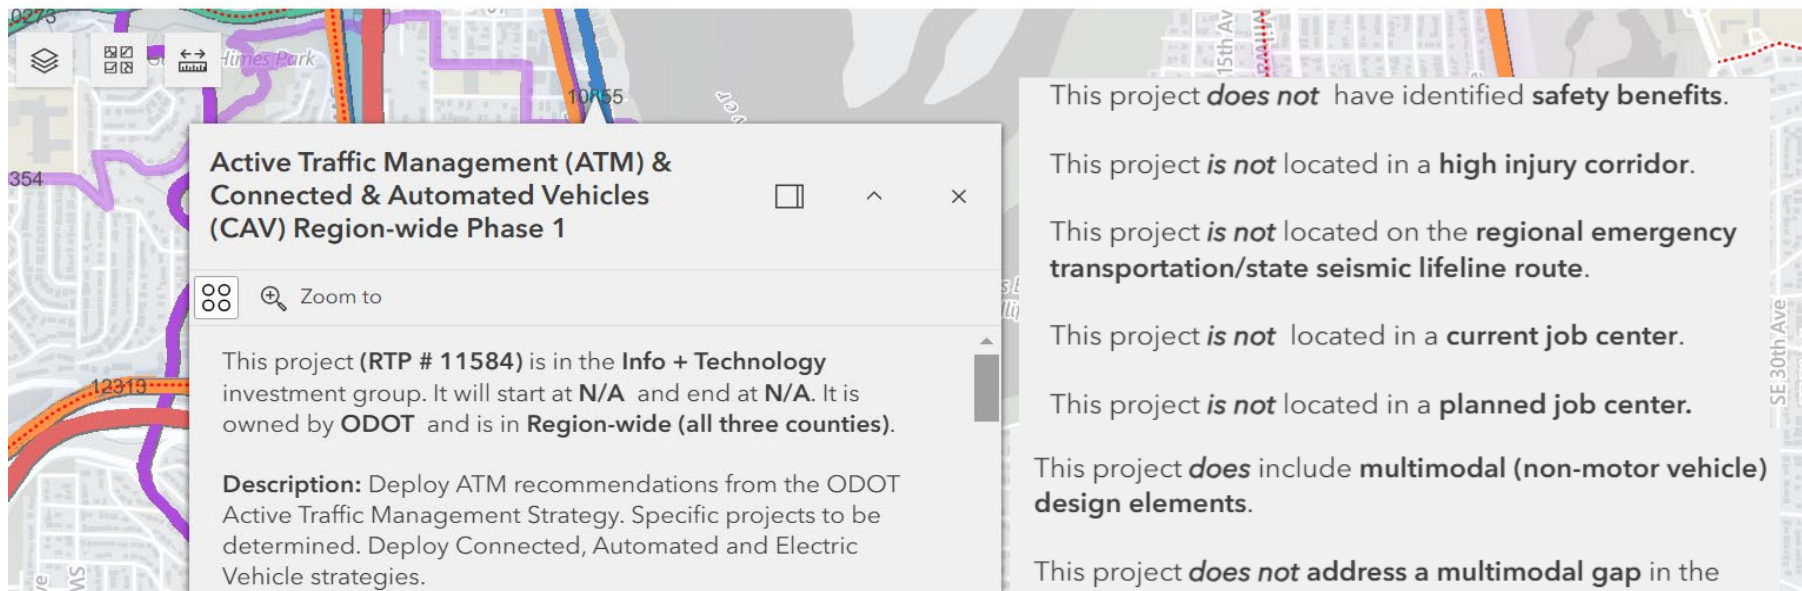 0273
Himes Park
15th Av
10855
354
12313
SE 30th Ave
SW
Active Traffic Management (ATM) &
Connected & Automated Vehicles
(CAV) Region-wide Phase 1
Zoom to
This project (RTP # 11584) is in the Info + Technology
investment group. It will start at N/A and end at N/A. It is
owned by ODOT and is in Region-wide (all three counties).
Description: Deploy ATM recommendations from the ODOT
Active Traffic Management Strategy. Specific projects to be
determined. Deploy Connected, Automated and Electric
Vehicle strategies.
This project does not have identified safety benefits.
This project is not located in a high injury corridor.
This project is not located on the regional emergency
transportation/state seismic lifeline route.
This project is not located in a current job center.
This project is not located in a planned job center.
This project does include multimodal (non-motor vehicle)
design elements.
This project does not address a multimodal gap in the